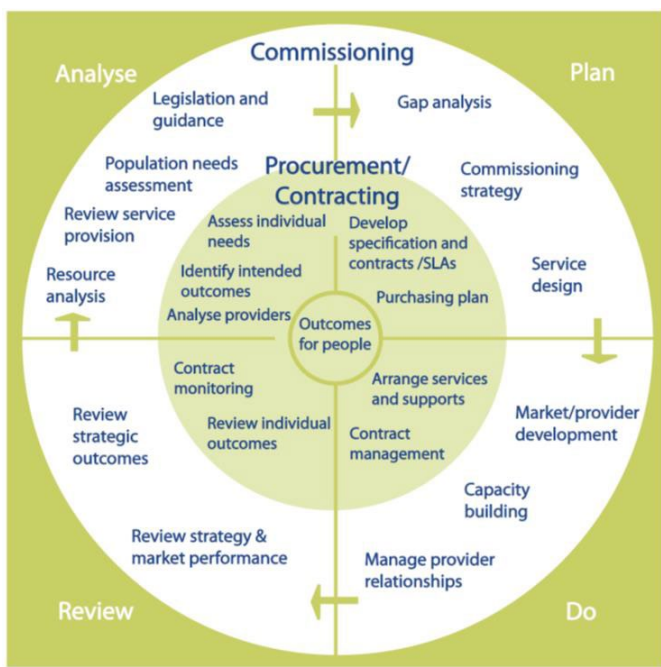 Commissioning
Analyse
Plan
Legislation and
guidance
Gap analysis
Population needs
assessment
Commissioning
strategy
Review service
provision
Resource
analysis
Service
design
Procurement/
Contracting
Assess individual
needs
Develop
specification and
contracts /SLAs
Identify intended
outcomes
Purchasing plan
Analyse providers
Outcomes
for people
Contract
monitoring
Arrange services
and supports
Review individual
outcomes
Contract
management
Review
strategic
outcomes
Market/provider
development
Capacity
building
Review strategy &
market performance
Manage provider
relationships
Review
Do